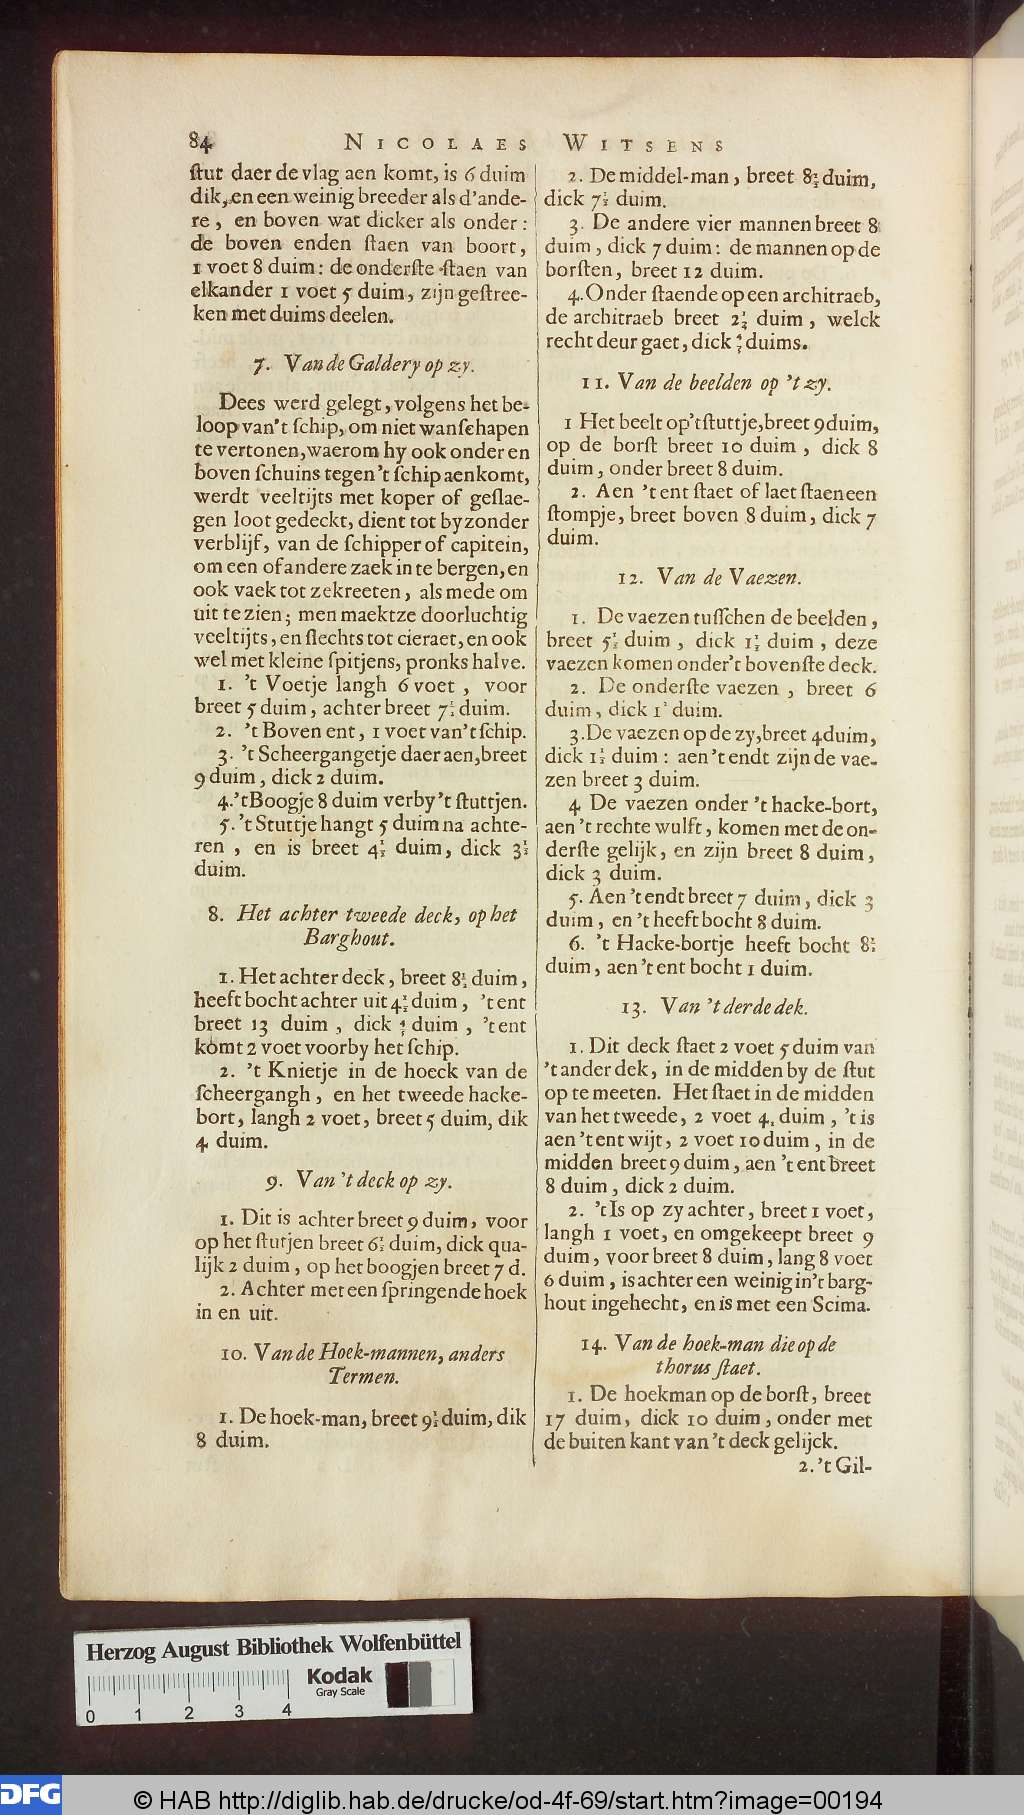 84 NICOLAES WITSENS
ſtut daer de vlag aen komt, is 6 duim
dik, en een weinig breeder als d'ande-
re, en boven wat dicker als onder:
de boven enden ſtaen van boort,
1 voet 8 duim: de onderſte ſtaen van
elkander 1 voet 5 duim, zijn geſtree-
ken met duims deelen.
7. Van de Galdery op zy.
Dees werd gelegt, volgens het be-
loop van't ſchip, om niet wanſchapen
te vertonen, waerom hy ook onder en
boven ſchuins tegen 't ſchip aenkomt,
werdt veeltijts met koper of geſlae-
gen loot gedeckt, dient tot byzonder
verblijf, van de ſchipper of capitein,
om een of andere zaek in te bergen, en
ook vaek tot zekreeten, als mede om
uit te zien; men maektze doorluchtig
veeltijts, en ſlechts tot cieraet, en ook
wel met kleine ſpitjens, pronks halve.
1. 't Voetje langh 6 voet, voor
breet 5 duim, achter breet 7½ duim.
2. 't Boven ent, 1 voet van't ſchip.
3. 't Scheergangetje daer aen, breet
9 duim, dick 2 duim.
4. 't Boogje 8 duim verby 't ſtuttjen.
5. 't Stuttje hangt 5 duim na achte-
ren, en is breet 4½ duim, dick 3½
duim.
8. Het achter tweede deck, op het
Barghout.
1. Het achter deck, breet 8½ duim,
heeft bocht achter uit 4½ duim, 't ent
breet 13 duim, dick duim, 't ent
komt 2 voet voorby het ſchip.
2. 't Knietje in de hoeck van de
ſcheergangh, en het tweede hacke-
bort, langh 2 voet, breet 5 duim, dik
4 duim.
9. Van 't deck op zy.
1. Dit is achter breet 9 duim, voor
op het ſtutjen breet 6½ duim, dick qua-
lijk 2 duim, op het boogjen breet 7 d.
2. Achter met een ſpringende hoek
in en uit.
10. Van de Hoek-mannen, anders
Termen.
1. De hoek-man, breet 9½ duim, dik
8 duim.
2. De middel-man, breet 8½ duim,
dick 7½ duim.
3. De andere vier mannen breet 8
duim, dick 7 duim: de mannen op de
borſten, breet 12 duim.
4. Onder ſtaende op een architraeb,
de architraeb breet 2¼ duim, welck
recht deur gaet, dick duims.
11. Van de beelden op 't zy.
1 Het beelt op't ſtuttje, breet 9 duim,
op de borſt breet 10 duim, dick 8
duim, onder breet 8 duim.
2. Aen 't ent ſtaet of laet ſtaen een
ſtompje, breet boven 8 duim, dick 7
duim.
12. Van de Vaezen.
1. De vaezen tuſſchen de beelden,
breet 5½ duim, dick 1½ duim, deze
vaezen komen onder't bovenſte deck.
2. De onderſte vaezen, breet 6
duim, dick 1 duim.
3. De vaezen op de zy, breet 4 duim,
dick 1½ duim: aen 't endt zijn de vae-
zen breet 3 duim.
4 De vaezen onder 't hacke-bort,
aen 't rechte wulft, komen met de on-
derſte gelijk, en zijn breet 8 duim,
dick 3 duim.
5. Aen 't endt breet 7 duim, dick 3
duim, en 't heeft bocht 8 duim.
6. 't Hacke-bortje heeft bocht 8½
duim, aen 't ent bocht 1 duim.
13. Van 't derde dek.
1. Dit deck ſtaet 2 voet 5 duim van
't ander dek, in de midden by de ſtut
op te meeten. Het ſtaet in de midden
van het tweede, 2 voet 4 duim, 't is
aen 't ent wijt, 2 voet 10 duim, in de
midden breet 9 duim, aen 't ent breet
8 duim, dick 2 duim.
2. 't Is op zy achter, breet 1 voet,
langh 1 voet, en omgekeept breet 9
duim, voor breet 8 duim, lang 8 voet
6 duim, is achter een weinig in't barg-
hout ingehecht, en is met een Scima.
14. Van de hoek-man die op de
thorus ſtaet.
1. De hoekman op de borſt, breet
17 duim, dick 10 duim, onder met
de buiten kant van 't deck gelijck.
2. 't Gil-
Herzog August Bibliothek Wolfenbüttel
Kodak
Gray Scale
0 1 2 3 4
DFG © HAB http://diglib.hab.de/drucke/od-4f-69/start.htm?image=00194